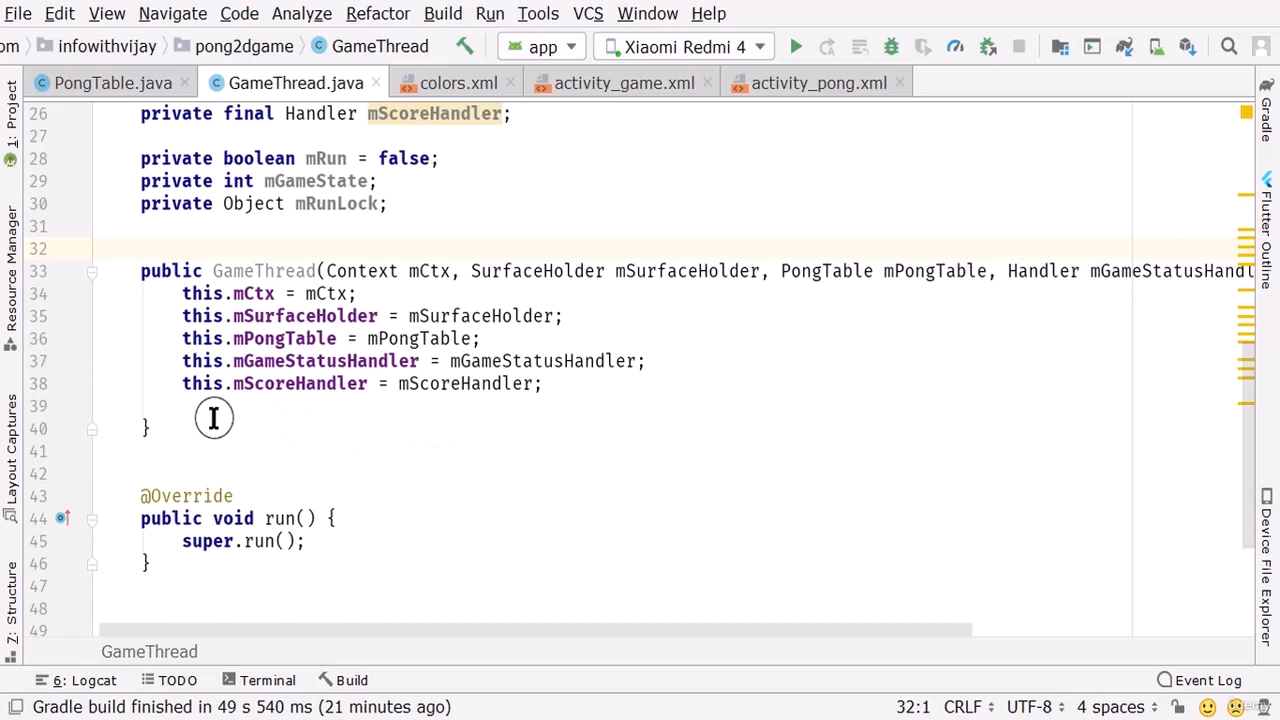 File Edit View Navigate Code Analyze Refactor Build Run Tools VCS Window Help
om infowithvijay pong2dgame GameThread app Xiaomi Redmi 4
PongTable.java GameThread.java colors.xml activity_game.xml activity_pong.xml
26 private final Handler mScoreHandler;
27
28 private boolean mRun = false;
29 private int mGameState;
30 private Object mRunLock;
31
32
33 public GameThread(Context mCtx, SurfaceHolder mSurfaceHolder, PongTable mPongTable, Handler mGameStatusHandl
34 this.mCtx = mCtx;
35 this.mSurfaceHolder = mSurfaceHolder;
36 this.mPongTable = mPongTable;
37 this.mGameStatusHandler = mGameStatusHandler;
38 this.mScoreHandler = mScoreHandler;
39
40 }
41
42
43 @Override
44 public void run() {
45 super.run();
46 }
47
48
49
GameThread
1: Project
Resource Manager
Layout Captures
Z: Structure
Gradle
Flutter Outline
Device File Explorer
6: Logcat TODO Terminal Build Event Log
Gradle build finished in 49 s 540 ms (21 minutes ago) 32:1 CRLF UTF-8 4 spaces